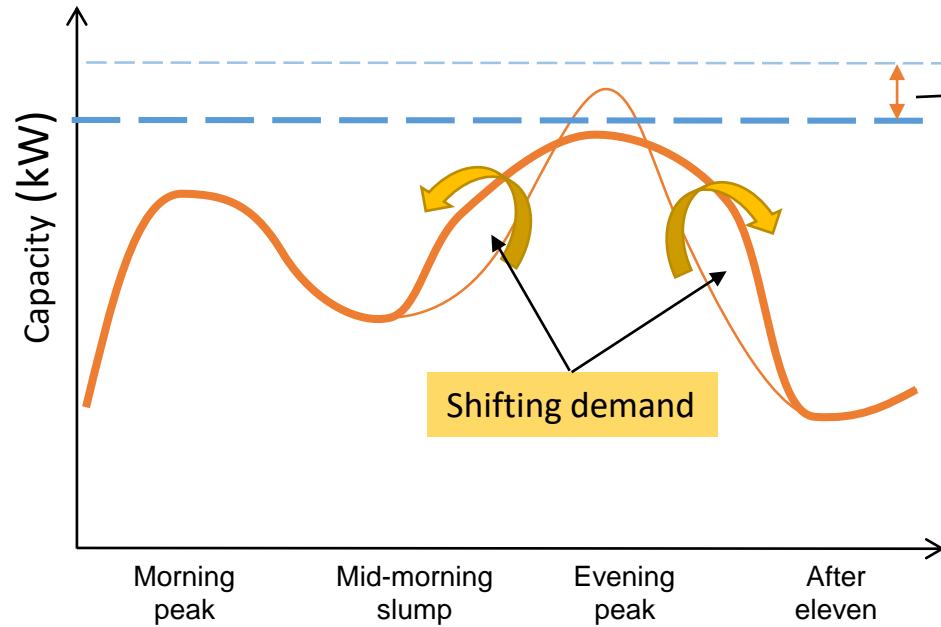 Capacity (kW)
Shifting demand
Morning
peak
Mid-morning
slump
Evening
peak
After
eleven